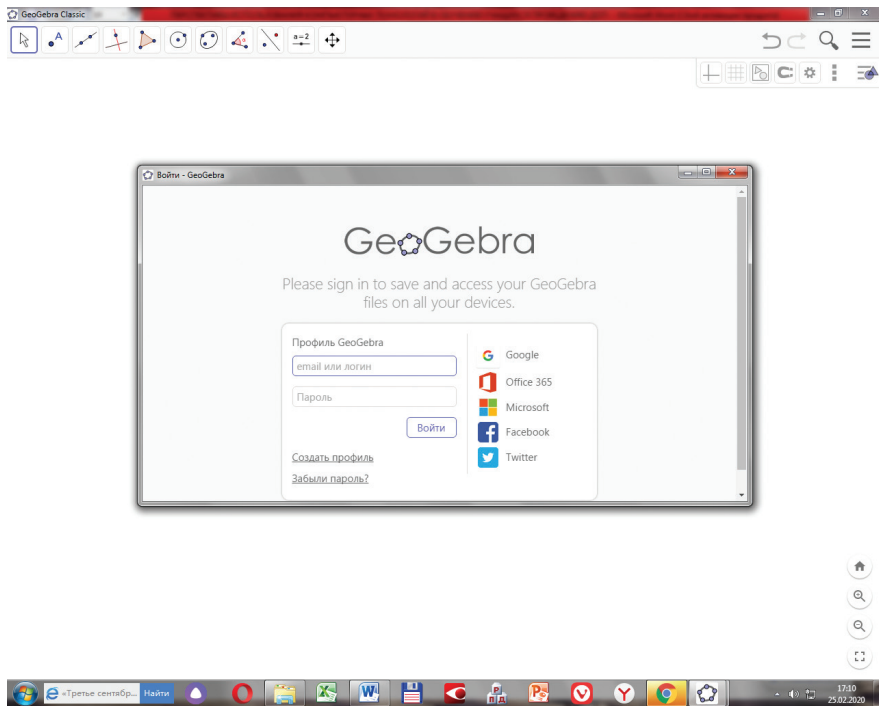 GeoGebra Classic
A
a = 2
Войти - GeoGebra
GeoGebra
Please sign in to save and access your GeoGebra
files on all your devices.
Профиль GeoGebra
email или логин
Пароль
Войти
Создать профиль
Забыли пароль?
Google
Office 365
Microsoft
Facebook
Twitter
«Третье сентябр...
Найти
17:10
25.02.2020